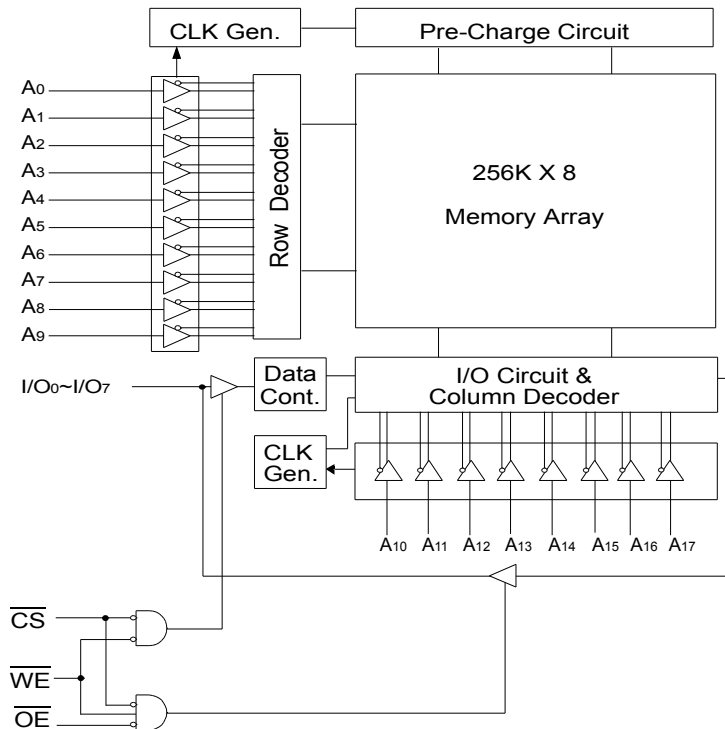 CLK Gen.
Pre-Charge Circuit
A0
A1
A2
A3
A4
A5
A6
A7
A8
A9
Row Decoder
256K X 8
Memory Array
I/O0~I/O7
Data
Cont.
I/O Circuit &
Column Decoder
CLK
Gen.
A10 A11 A12 A13 A14 A15 A16 A17
CS
WE
OE